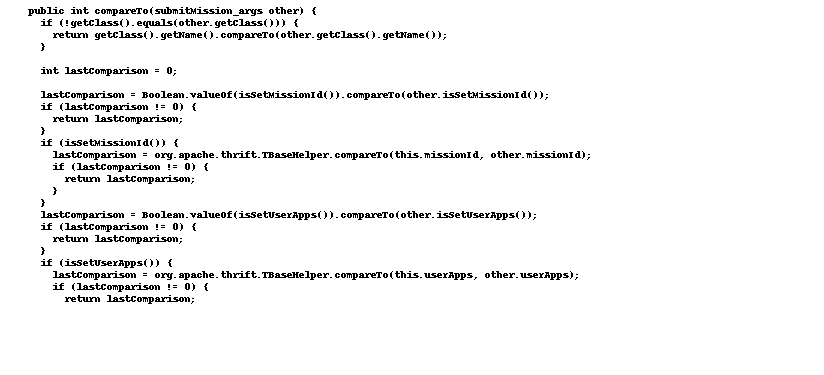 public int compareTo(submitMission_args other) {
  if (!getClass().equals(other.getClass())) {
    return getClass().getName().compareTo(other.getClass().getName());
  }

  int lastComparison = 0;

  lastComparison = Boolean.valueOf(isSetMissionId()).compareTo(other.isSetMissionId());
  if (lastComparison != 0) {
    return lastComparison;
  }
  if (isSetMissionId()) {
    lastComparison = org.apache.thrift.TBaseHelper.compareTo(this.missionId, other.missionId);
    if (lastComparison != 0) {
      return lastComparison;
    }
  }
  lastComparison = Boolean.valueOf(isSetUserApps()).compareTo(other.isSetUserApps());
  if (lastComparison != 0) {
    return lastComparison;
  }
  if (isSetUserApps()) {
    lastComparison = org.apache.thrift.TBaseHelper.compareTo(this.userApps, other.userApps);
    if (lastComparison != 0) {
      return lastComparison;